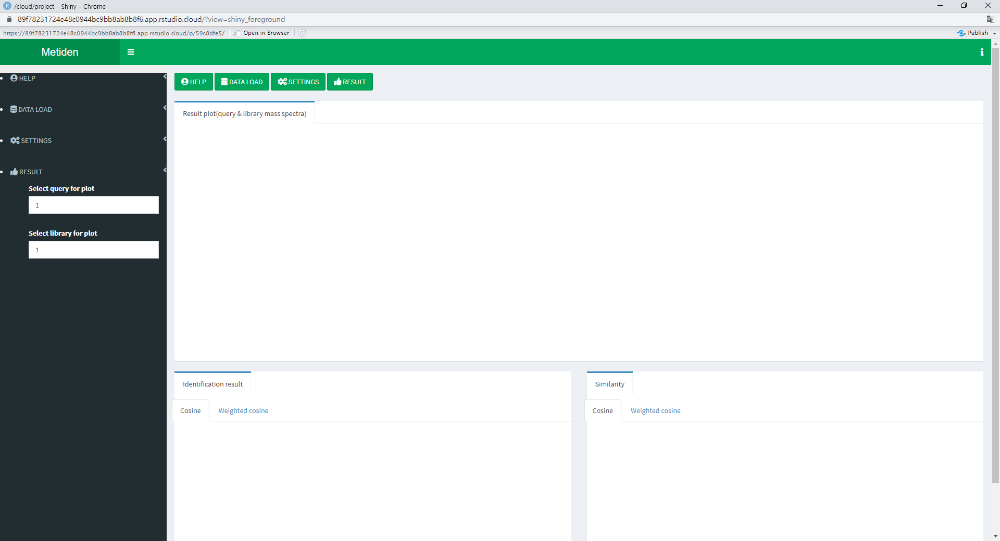 /cloud/project - Shiny - Chrome
89f78231724e48c0944bc9bb8ab8b8f6.app.rstudio.cloud/?view=shiny_foreground
https://89f78231724e48c0944bc9bb8ab8b8f6.app.rstudio.cloud/p/59c8dfe5/ Open in Browser Publish
Metiden
HELP
DATA LOAD
SETTINGS
RESULT
Select query for plot
1
Select library for plot
1
HELP DATA LOAD SETTINGS RESULT
Result plot(query & library mass spectra)
Identification result
Cosine Weighted cosine
Similarity
Cosine Weighted cosine